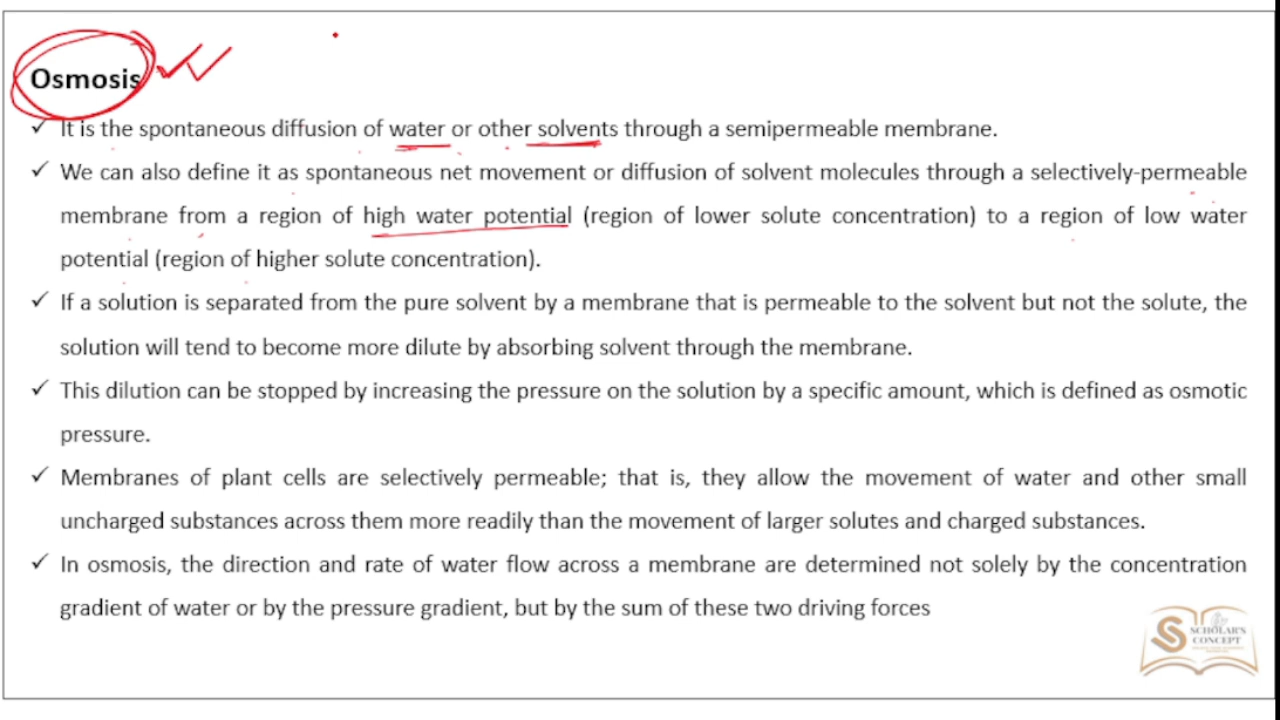 Osmosis
✓ It is the spontaneous diffusion of water or other solvents through a semipermeable membrane.
✓ We can also define it as spontaneous net movement or diffusion of solvent molecules through a selectively-permeable
membrane from a region of high water potential (region of lower solute concentration) to a region of low water
potential (region of higher solute concentration).
✓ If a solution is separated from the pure solvent by a membrane that is permeable to the solvent but not the solute, the
solution will tend to become more dilute by absorbing solvent through the membrane.
✓ This dilution can be stopped by increasing the pressure on the solution by a specific amount, which is defined as osmotic
pressure.
✓ Membranes of plant cells are selectively permeable; that is, they allow the movement of water and other small
uncharged substances across them more readily than the movement of larger solutes and charged substances.
✓ In osmosis, the direction and rate of water flow across a membrane are determined not solely by the concentration
gradient of water or by the pressure gradient, but by the sum of these two driving forces
SCHOLAR'S
CONCEPT